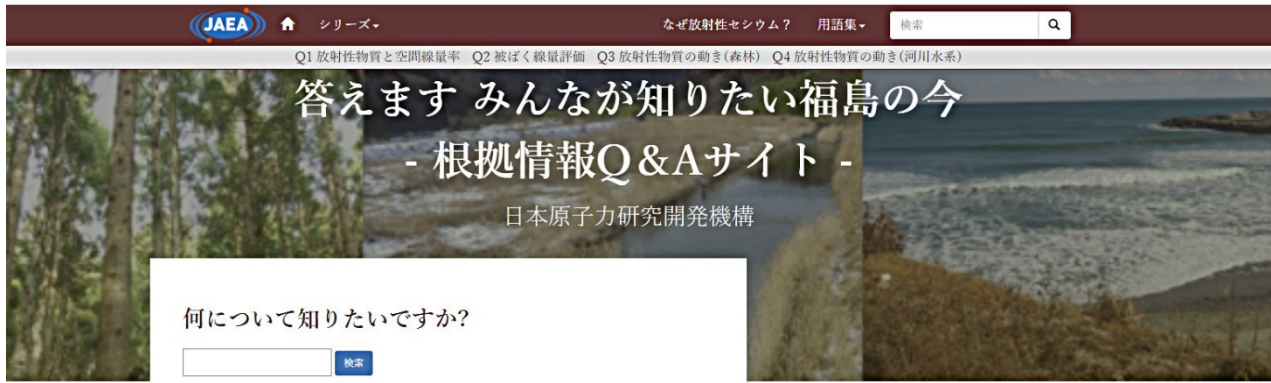 JAEA シリーズ なぜ放射性セシウム? 用語集 検索
Q1 放射性物質と空間線量率 Q2 被ばく線量評価 Q3 放射性物質の動き(森林) Q4 放射性物質の動き(河川水系)
答えます みんなが知りたい福島の今
- 根拠情報Q&Aサイト -
日本原子力研究開発機構
何について知りたいですか?
検索